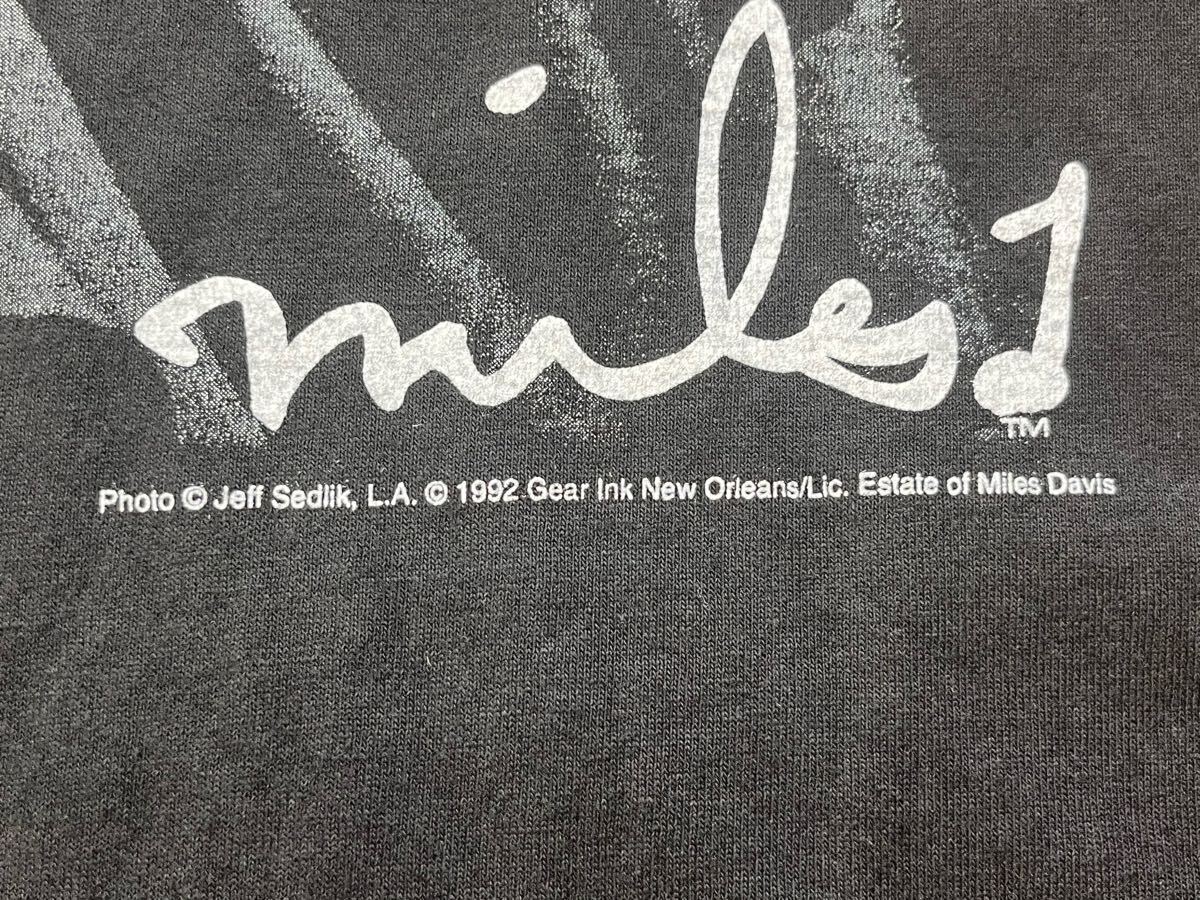 miles!
TM
Photo © Jeff Sedlik, L.A. © 1992 Gear Ink New Orleans/Lic. Estate of Miles Davis